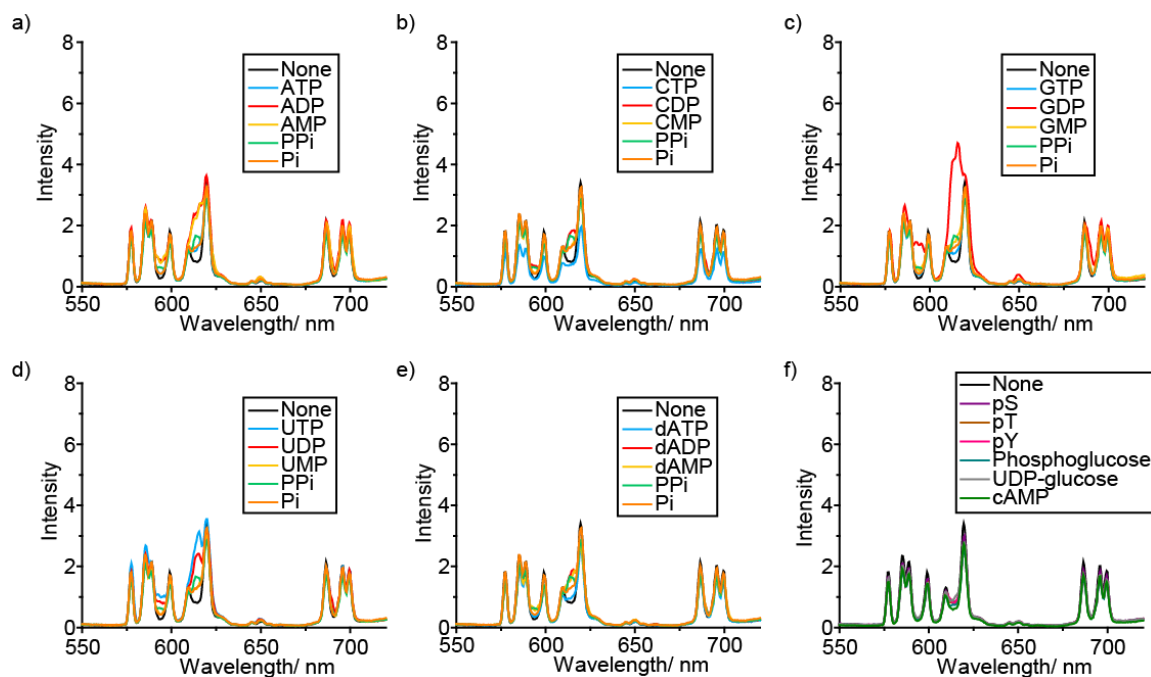 a)
8
6
4
2
0
Intensity
None
ATP
ADP
AMP
PPi
Pi
550 600 650 700
Wavelength/ nm
b)
8
6
4
2
0
Intensity
None
CTP
CDP
CMP
PPi
Pi
550 600 650 700
Wavelength/ nm
c)
8
6
4
2
0
Intensity
None
GTP
GDP
GMP
PPi
Pi
550 600 650 700
Wavelength/ nm
d)
8
6
4
2
0
Intensity
None
UTP
UDP
UMP
PPi
Pi
550 600 650 700
Wavelength/ nm
e)
8
6
4
2
0
Intensity
None
dATP
dADP
dAMP
PPi
Pi
550 600 650 700
Wavelength/ nm
f)
8
6
4
2
0
Intensity
None
pS
pT
pY
Phosphoglucose
UDP-glucose
cAMP
550 600 650 700
Wavelength/ nm